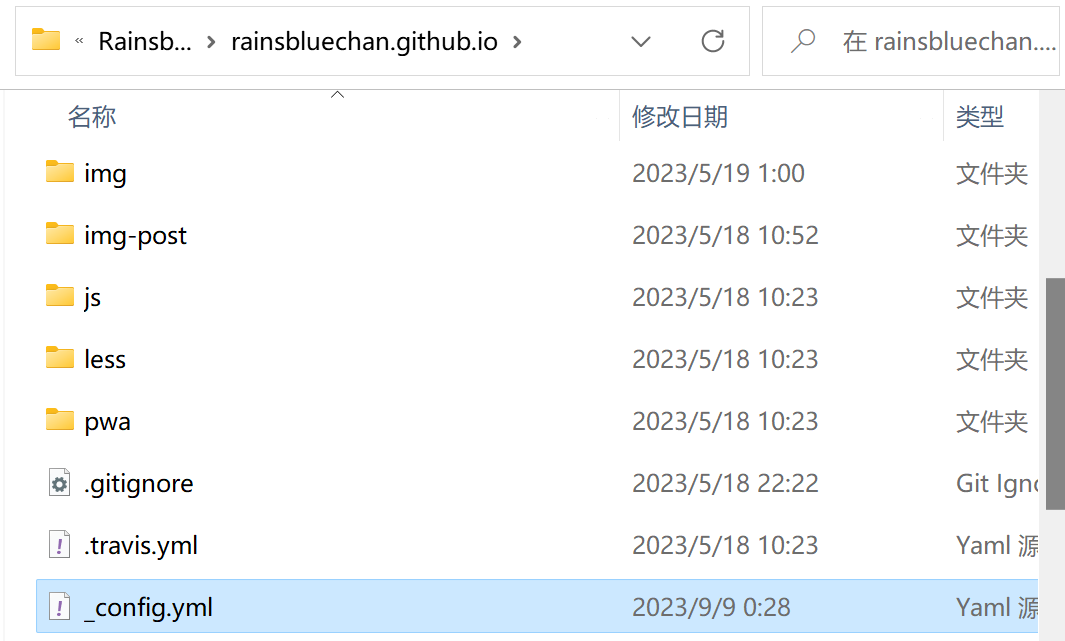 « Rainsb... › rainsbluechan.github.io › 在 rainsbluechan....
名称 修改日期 类型
img 2023/5/19 1:00 文件夹
img-post 2023/5/18 10:52 文件夹
js 2023/5/18 10:23 文件夹
less 2023/5/18 10:23 文件夹
pwa 2023/5/18 10:23 文件夹
.gitignore 2023/5/18 22:22 Git Ign
.travis.yml 2023/5/18 10:23 Yaml 源
_config.yml 2023/9/9 0:28 Yaml 源